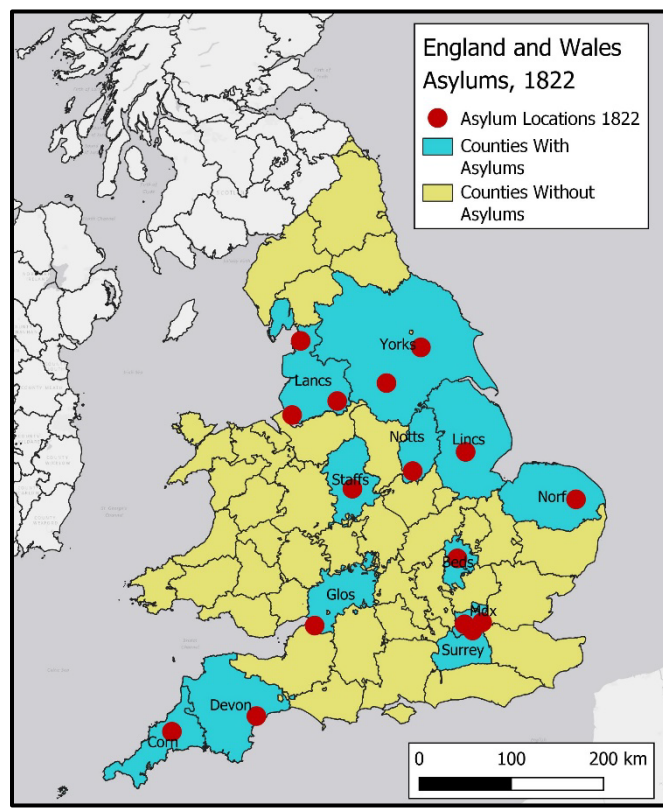 England and Wales
Asylums, 1822
Asylum Locations 1822
Counties With
Asylums
Counties Without
Asylums
Yorks
Lancs
Notts
Lincs
Staffs
Norf
Beds
Glos
Mdx
Surrey
Devon
Corn
0 100 200 km